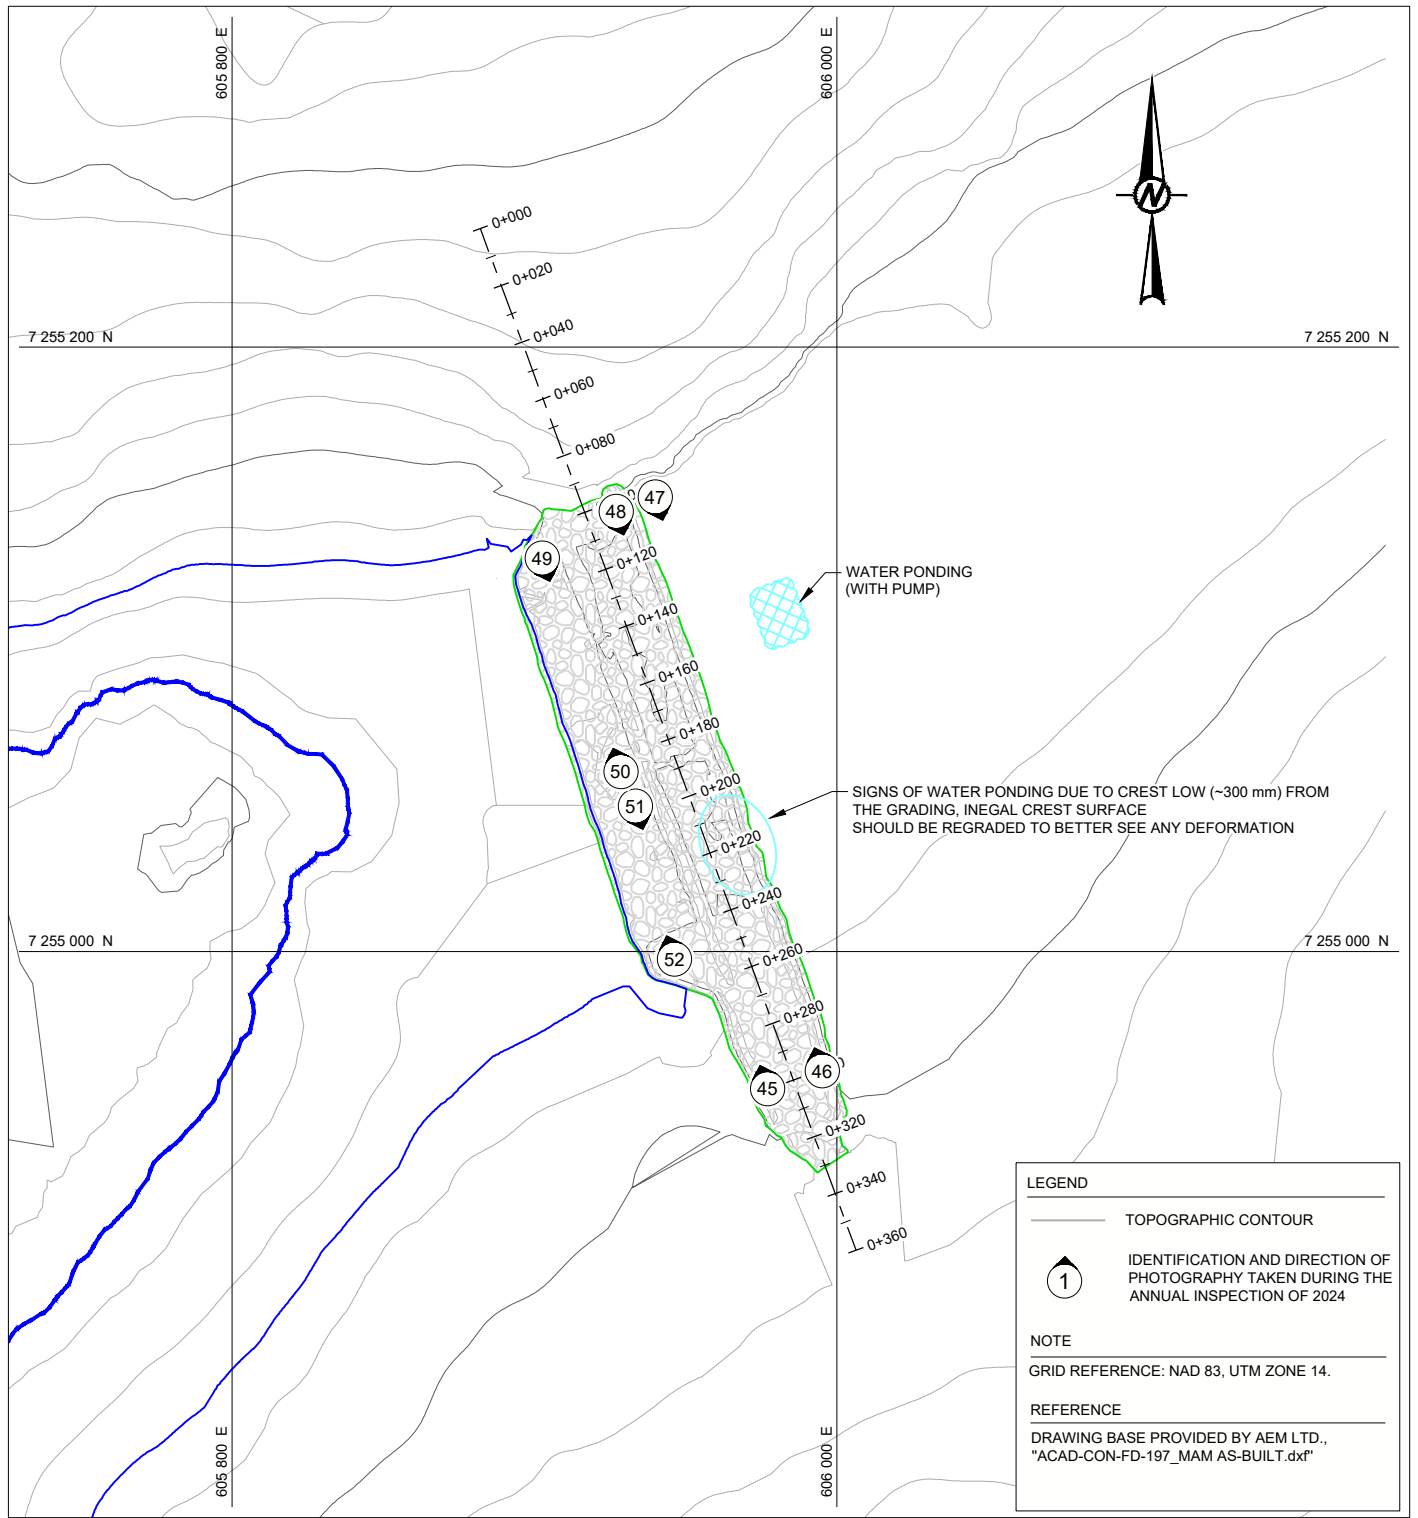 605 800 E
606 000 E
N
0+000
0+020
7 255 200 N
0+040
7 255 200 N
0+060
0+080
47
48
49
0+120
WATER PONDING
(WITH PUMP)
0+140
0+160
0+180
50
0+200
SIGNS OF WATER PONDING DUE TO CREST LOW (~300 mm) FROM
THE GRADING, INEGAL CREST SURFACE
SHOULD BE REGRADED TO BETTER SEE ANY DEFORMATION
51
0+220
0+240
7 255 000 N
7 255 000 N
52
0+260
0+280
46
45
0+320
0+340
0+360
LEGEND
TOPOGRAPHIC CONTOUR
1
IDENTIFICATION AND DIRECTION OF
PHOTOGRAPHY TAKEN DURING THE
ANNUAL INSPECTION OF 2024
NOTE
GRID REFERENCE: NAD 83, UTM ZONE 14.
REFERENCE
DRAWING BASE PROVIDED BY AEM LTD.,
"ACAD-CON-FD-197_MAM AS-BUILT.dxf"
605 800 E
606 000 E